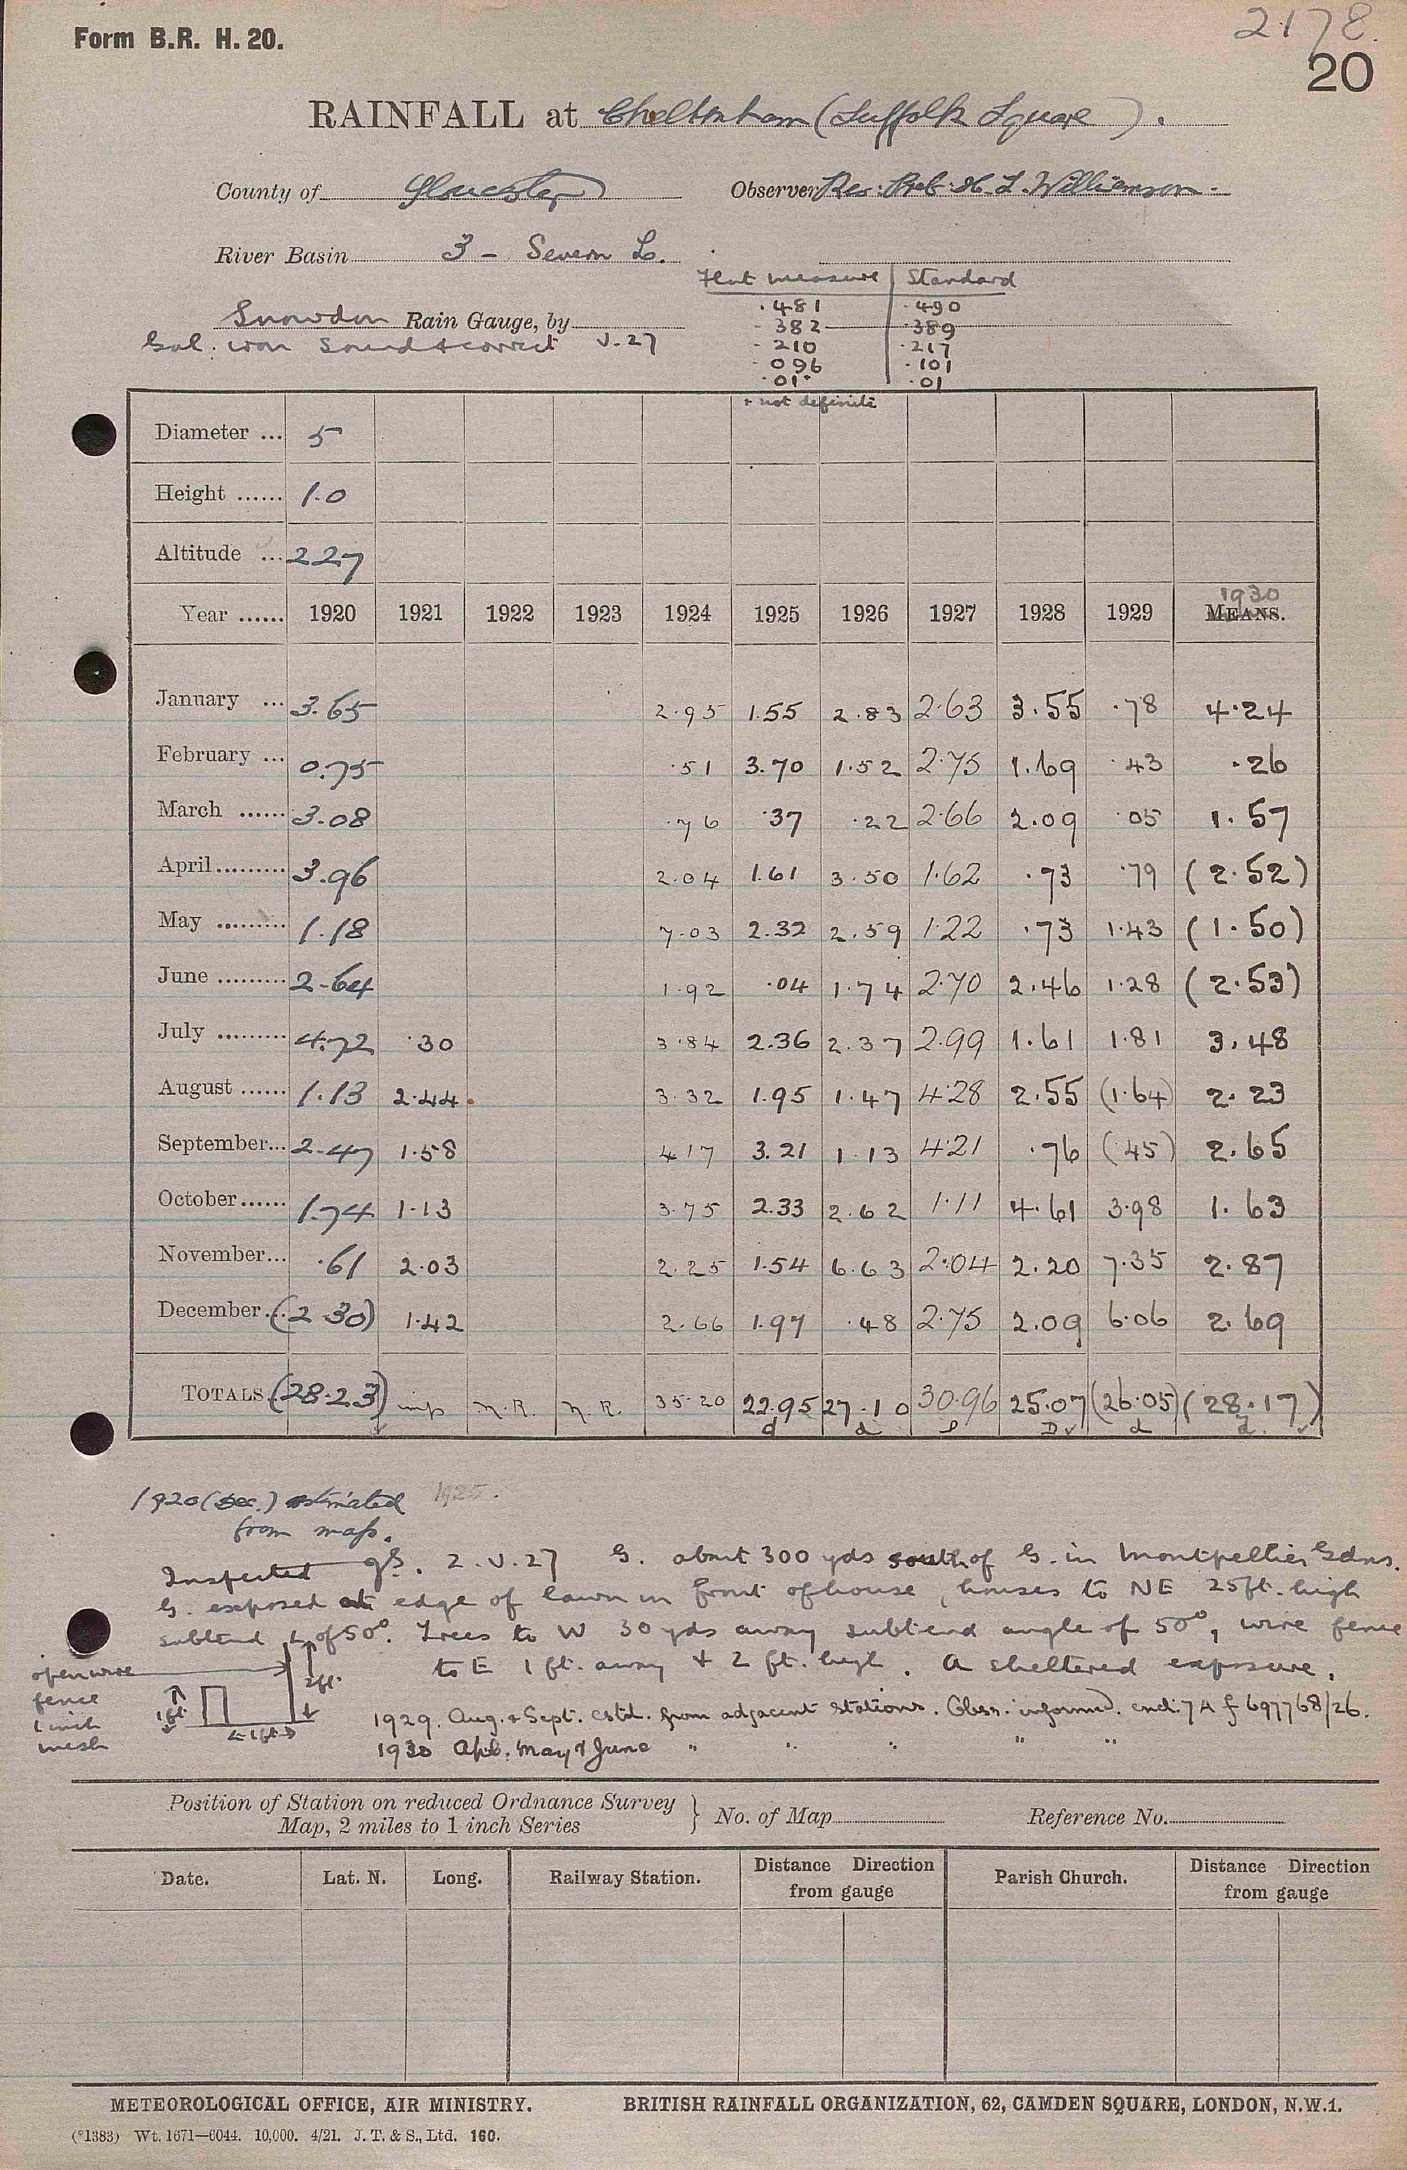 Form B.R. H. 20.
2178.
20
RAINFALL at Cheltenham (Suffolk Square).
County of Gloucester Observer Rev. Preb. H. L. Williamson.
River Basin 3 - Severn L.
Flat measure Standard
.481 .490
.382 .389
.210 .217
.096 .101
.01* .01
* not definite
Snowdon Rain Gauge, by
Gal. iron sound & correct V.27
Diameter ... 5
Height ...... 1.0
Altitude ... 227
Year ...... 1920 1921 1922 1923 1924 1925 1926 1927 1928 1929 MEANS. 1930
January ... 3.65 2.95 1.55 2.83 2.63 3.55 .78 4.24
February ... 0.75 .51 3.70 1.52 2.75 1.69 .43 .26
March ...... 3.08 .76 .37 .22 2.66 2.09 .05 1.57
April ......... 3.96 2.04 1.61 3.50 1.62 .73 .79 (2.52)
May ......... 1.18 7.03 2.32 2.59 1.22 .73 1.43 (1.50)
June ......... 2.64 1.92 .04 1.74 2.70 2.46 1.28 (2.53)
July ......... 4.72 .30 3.84 2.36 2.37 2.99 1.61 1.81 3.48
August ...... 1.13 2.44 3.32 1.95 1.47 4.28 2.55 (1.64) 2.23
September... 2.47 1.58 4.17 3.21 1.13 4.21 .76 (.45) 2.65
October ...... 1.74 1.13 3.75 2.33 2.62 1.11 4.61 3.98 1.63
November... .61 2.03 2.25 1.54 6.63 2.04 2.20 7.35 2.87
December... (2.30) 1.42 2.66 1.97 .48 2.75 2.09 6.06 2.69
TOTALS. (28.23) imp N.R. N.R. 35.20 22.95 27.10 30.96 25.07 (26.05) (28.17)
1920 (Dec.) estimated 1925.
from map.
Inspected gS. 2.V.27 G. about 300 yds south of G. in Montpellier Gdns.
G. exposed at edge of lawn in front of house, houses to NE 25ft. high
subtend ∠ of 50°. Trees to W 30 yds away subtend angle of 50°, wire fence
to E 1 ft. away & 2 ft. high. A sheltered exposure.
open wire
fence
1 inch
mesh
1ft
2ft.
1ft
1929. Aug. & Sept. estd. from adjacent stations. Obsr. informed. encl. 7A f 697768/26.
1930 Apl. May & June " " " " "
Position of Station on reduced Ordnance Survey
Map, 2 miles to 1 inch Series } No. of Map Reference No.
Date. Lat. N. Long. Railway Station. Distance Direction from gauge Parish Church. Distance Direction from gauge
METEOROLOGICAL OFFICE, AIR MINISTRY. BRITISH RAINFALL ORGANIZATION, 62, CAMDEN SQUARE, LONDON, N.W.1.
(*1383) Wt. 1671—6044. 10,000. 4/21. J. T. & S., Ltd. 160.